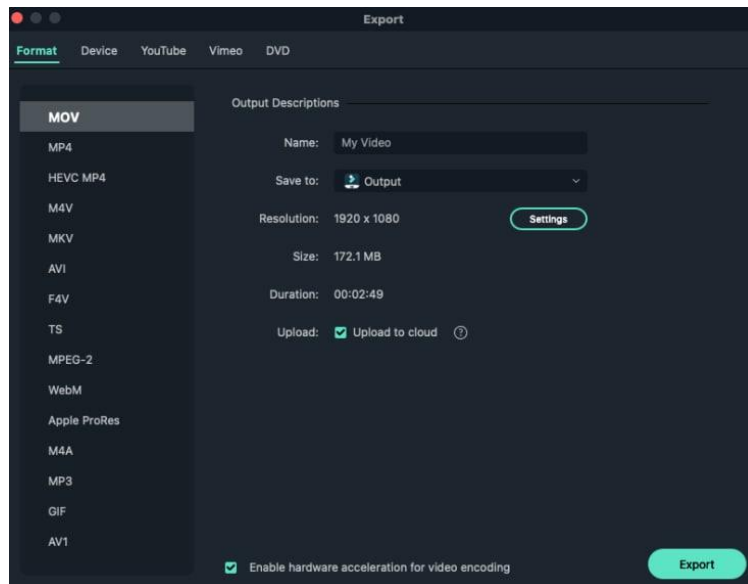 Export
Format Device YouTube Vimeo DVD
MOV
MP4
HEVC MP4
M4V
MKV
AVI
F4V
TS
MPEG-2
WebM
Apple ProRes
M4A
MP3
GIF
AV1
Output Descriptions
Name: My Video
Save to: Output
Resolution: 1920 x 1080 Settings
Size: 172.1 MB
Duration: 00:02:49
Upload: Upload to cloud ?
Enable hardware acceleration for video encoding
Export